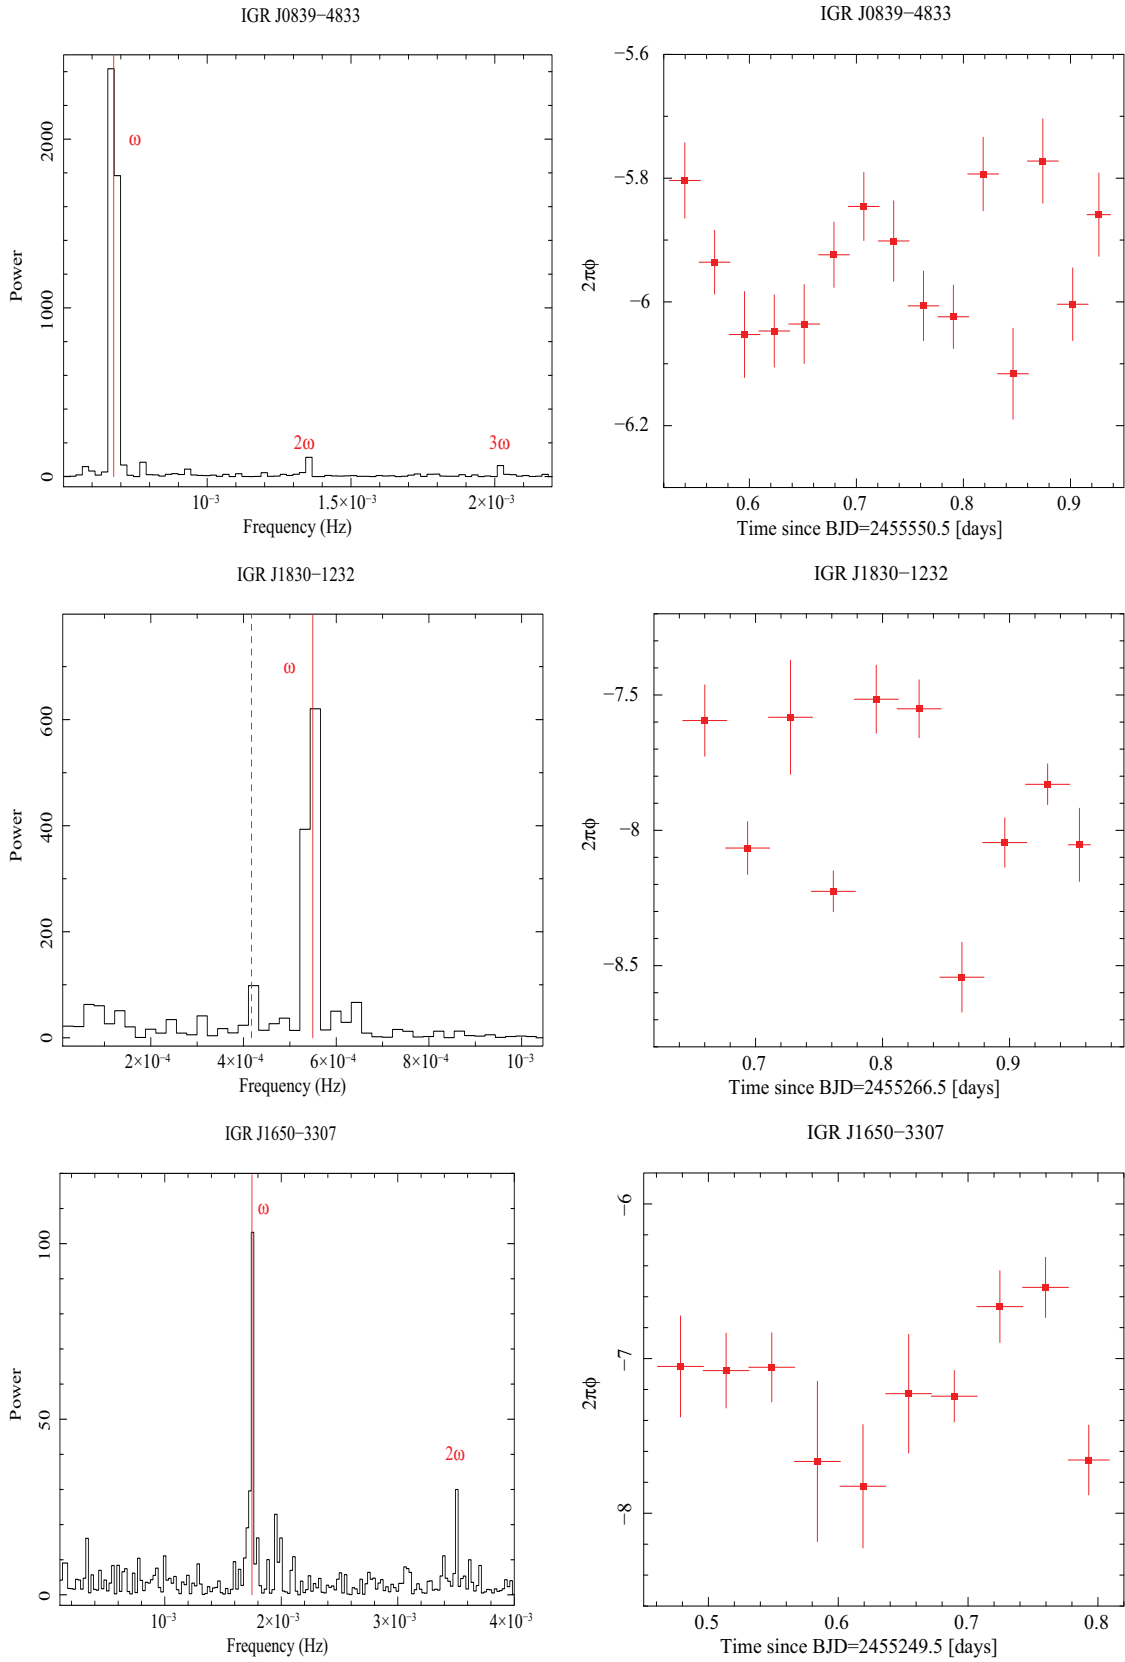 IGR J0839−4833
IGR J0839−4833
Power
0
1000
2000
ω
2ω
3ω
10⁻³
1.5×10⁻³
2×10⁻³
Frequency (Hz)
2πϕ
−5.6
−5.8
−6
−6.2
0.6
0.7
0.8
0.9
Time since BJD=2455550.5 [days]
IGR J1830−1232
IGR J1830−1232
Power
0
200
400
600
ω
2×10⁻⁴
4×10⁻⁴
6×10⁻⁴
8×10⁻⁴
10⁻³
Frequency (Hz)
2πϕ
−7.5
−8
−8.5
0.7
0.8
0.9
Time since BJD=2455266.5 [days]
IGR J1650−3307
IGR J1650−3307
Power
0
50
100
ω
2ω
10⁻³
2×10⁻³
3×10⁻³
4×10⁻³
Frequency (Hz)
2πϕ
−6
−7
−8
0.5
0.6
0.7
0.8
Time since BJD=2455249.5 [days]